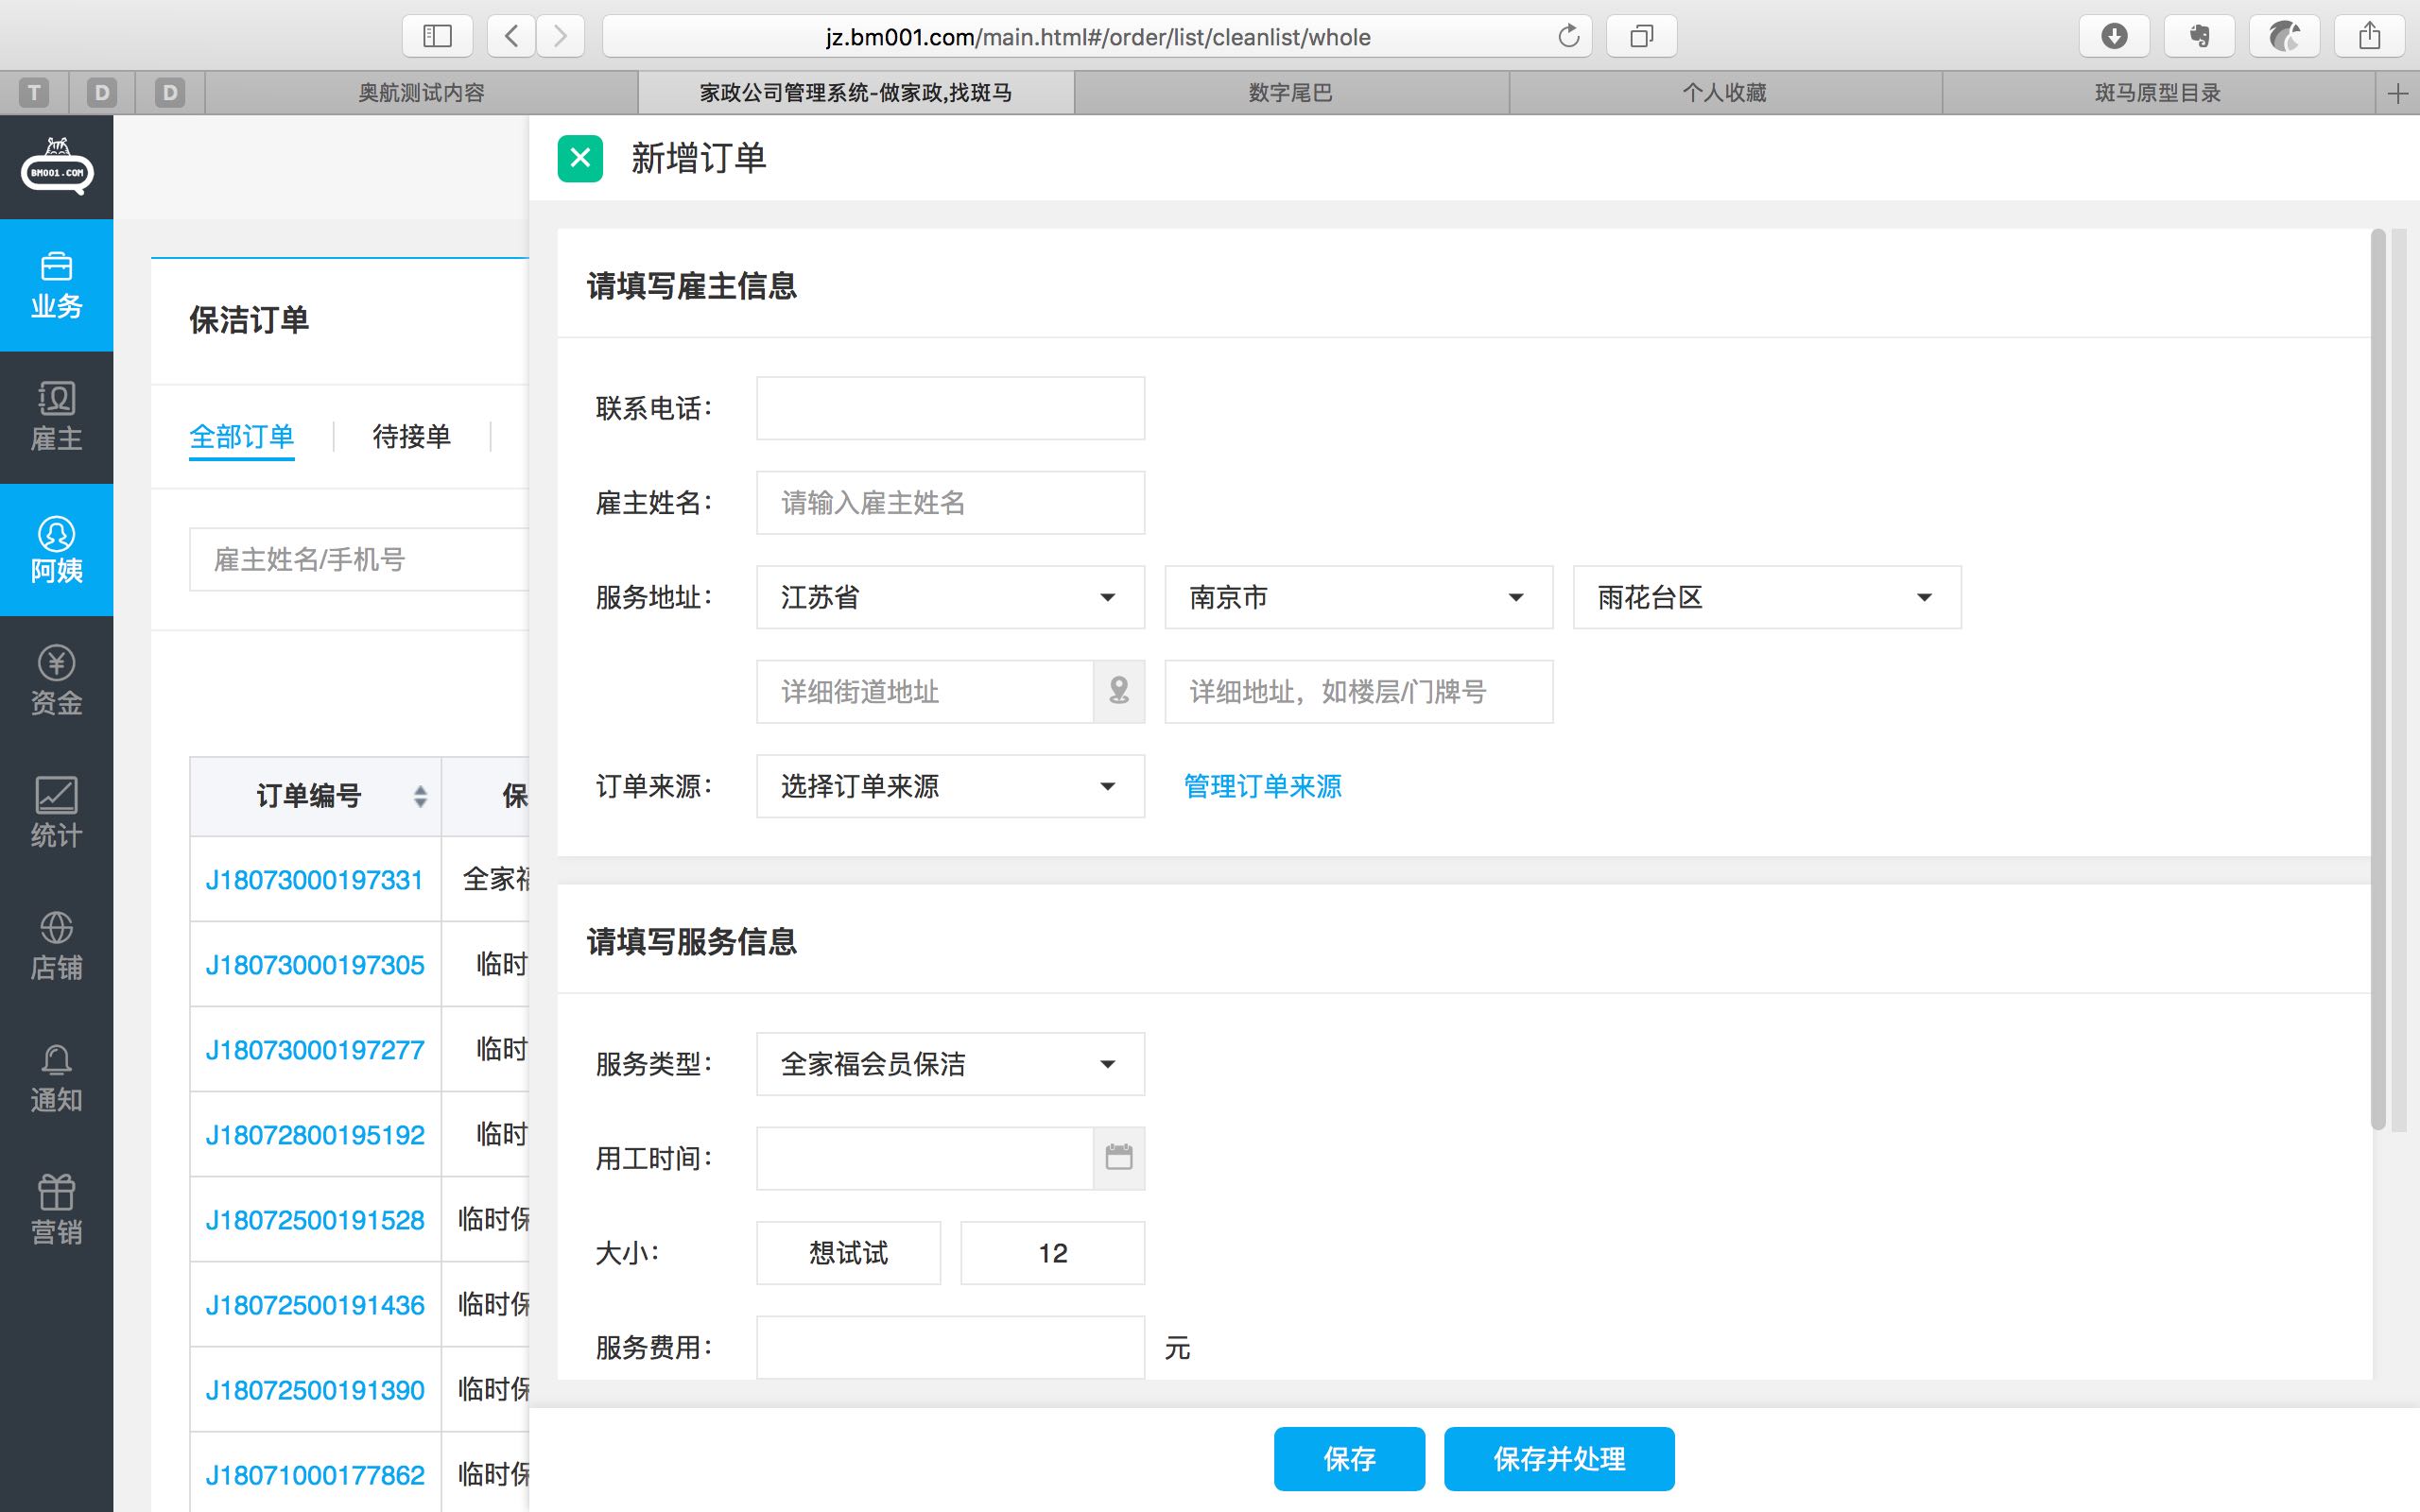 jz.bm001.com/main.html#/order/list/cleanlist/whole
T
D
D
奥航测试内容
家政公司管理系统-做家政,找斑马
数字尾巴
个人收藏
斑马原型目录
BM001.COM
业务
雇主
阿姨
资金
统计
店铺
通知
营销
保洁订单
全部订单
待接单
雇主姓名/手机号
订单编号 保
J18073000197331 全家福
J18073000197305 临时
J18073000197277 临时
J18072800195192 临时
J18072500191528 临时保
J18072500191436 临时保
J18072500191390 临时保
J18071000177862 临时保
新增订单
请填写雇主信息
联系电话:
雇主姓名: 请输入雇主姓名
服务地址: 江苏省 南京市 雨花台区
详细街道地址 详细地址，如楼层/门牌号
订单来源: 选择订单来源 管理订单来源
请填写服务信息
服务类型: 全家福会员保洁
用工时间:
大小: 想试试 12
服务费用: 元
保存 保存并处理